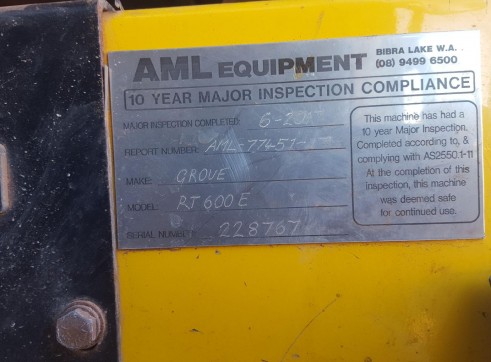 AML EQUIPMENT BIBRA LAKE W.A. (08) 9499 6500
10 YEAR MAJOR INSPECTION COMPLIANCE
MAJOR INSPECTION COMPLETED:
REPORT NUMBER: AML-77451-
MAKE: GROVE
MODEL: RT 600 E
SERIAL NUMBER: 228767
This machine has had a
10 year Major Inspection.
Completed according to, &
complying with AS2550.1-11
At the completion of this
inspection, this machine
was deemed safe
for continued use.